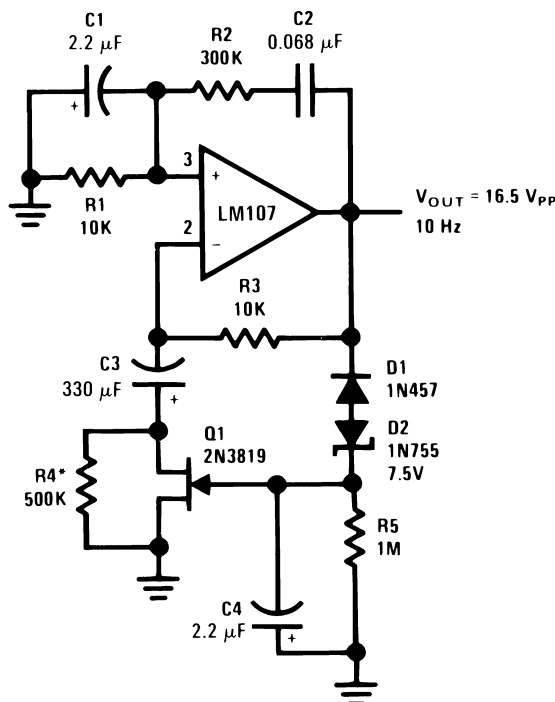 C1
2.2 μF
R2
300K
C2
0.068 μF
3
+
+
R1
10K
LM107
2
−
VOUT = 16.5 VPP
10 Hz
R3
10K
C3
330 μF
+
D1
1N457
D2
1N755
7.5V
Q1
2N3819
R4*
500K
R5
1M
C4
2.2 μF
+